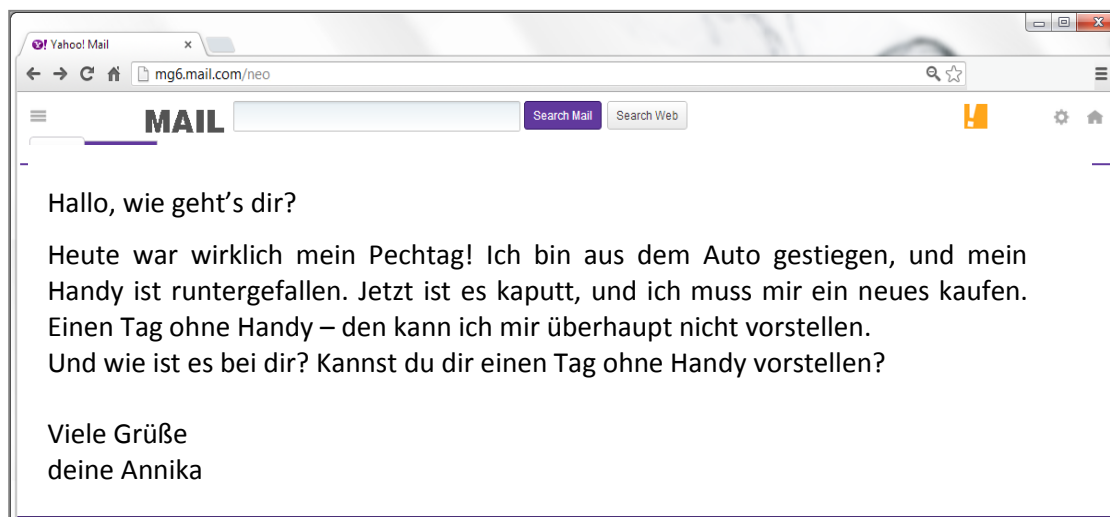 Yahoo! Mail
mg6.mail.com/neo
MAIL Search Mail Search Web
Hallo, wie geht’s dir?
Heute war wirklich mein Pechtag! Ich bin aus dem Auto gestiegen, und mein
Handy ist runtergefallen. Jetzt ist es kaputt, und ich muss mir ein neues kaufen.
Einen Tag ohne Handy – den kann ich mir überhaupt nicht vorstellen.
Und wie ist es bei dir? Kannst du dir einen Tag ohne Handy vorstellen?
Viele Grüße
deine Annika